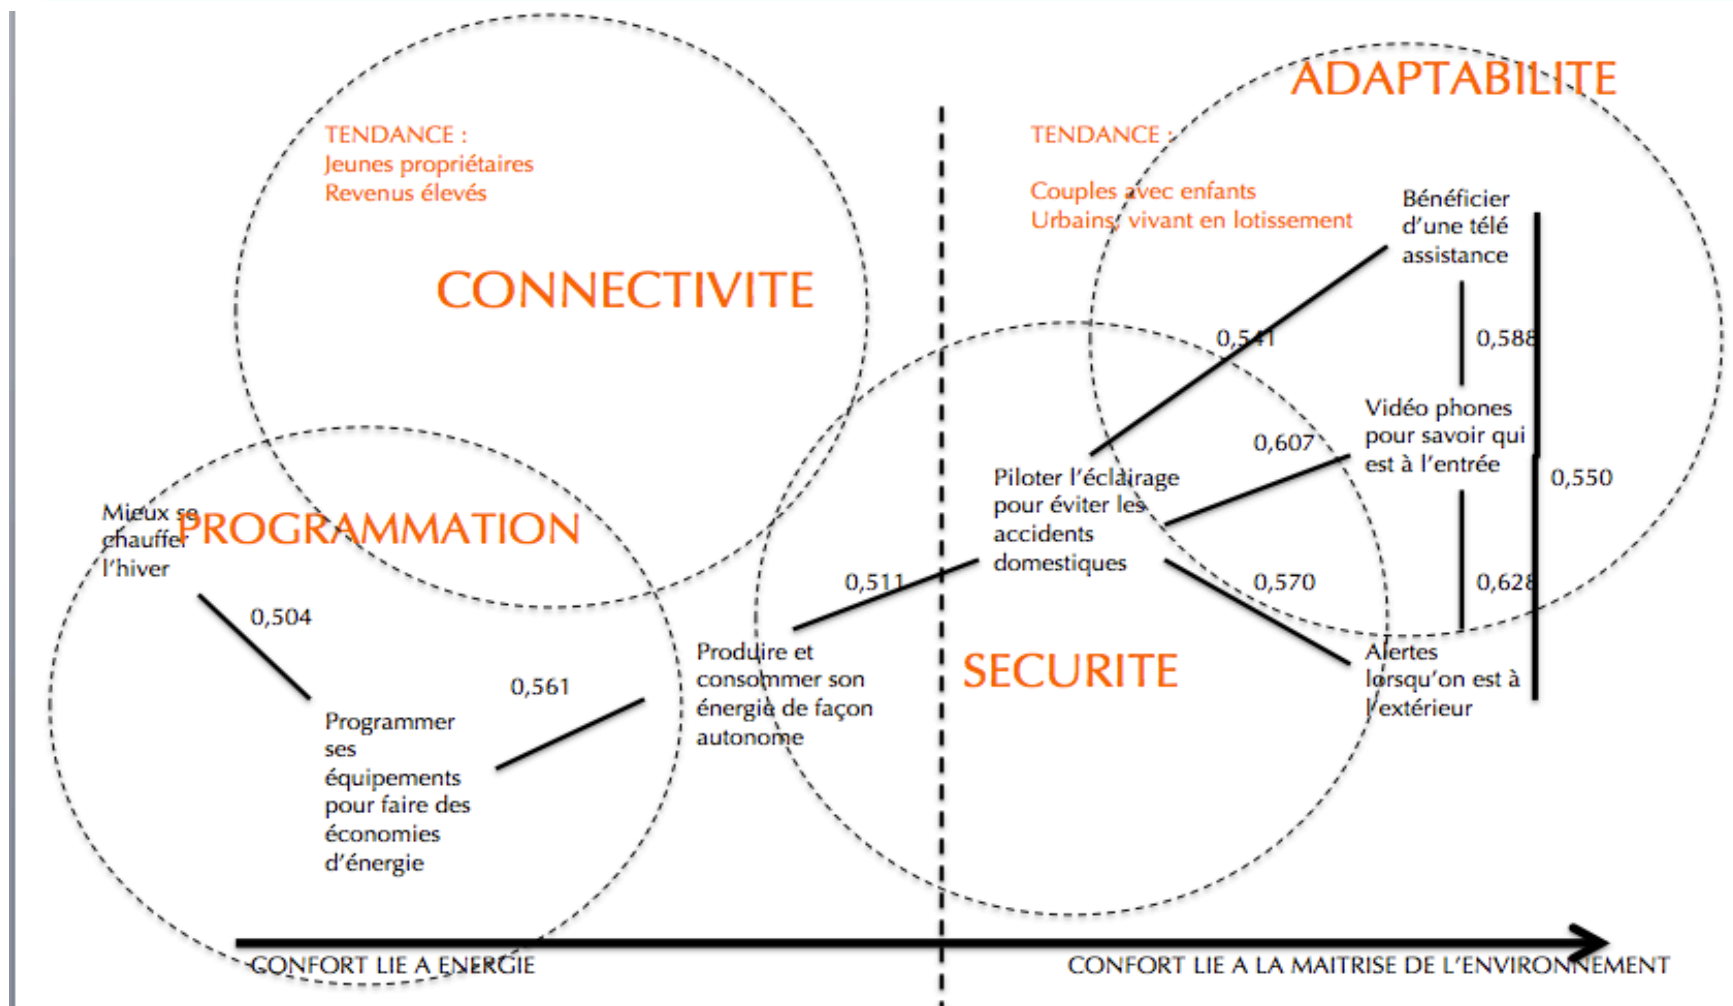 ADAPTABILITE
TENDANCE :
Jeunes propriétaires
Revenus élevés
TENDANCE :
Couples avec enfants
Urbains, vivant en lotissement
CONNECTIVITE
Bénéficier
d'une télé
assistance
0,541
0,588
Vidéo phones
pour savoir qui
est à l'entrée
0,607
0,550
Piloter l'éclairage
pour éviter les
accidents
domestiques
Mieux se
chauffer
l'hiver
PROGRAMMATION
0,511
0,570
0,628
0,504
Produire et
consommer son
énergie de façon
autonome
SECURITE
Alertes
lorsqu'on est à
l'extérieur
0,561
Programmer
ses
équipements
pour faire des
économies
d'énergie
CONFORT LIE A ENERGIE
CONFORT LIE A LA MAITRISE DE L'ENVIRONNEMENT